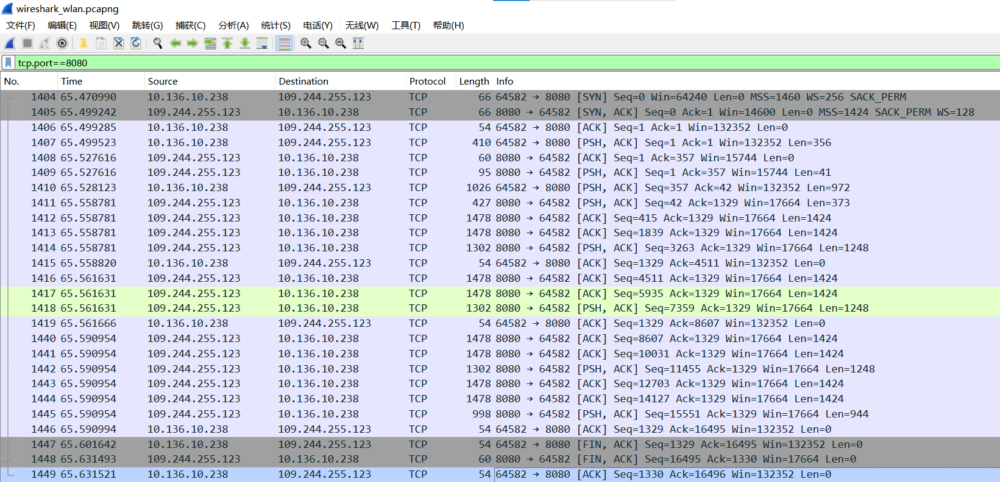 wireshark_wlan.pcapng
文件(F) 编辑(E) 视图(V) 跳转(G) 捕获(C) 分析(A) 统计(S) 电话(Y) 无线(W) 工具(T) 帮助(H)
tcp.port==8080
No. Time Source Destination Protocol Length Info
1404 65.470990 10.136.10.238 109.244.255.123 TCP 66 64582 → 8080 [SYN] Seq=0 Win=64240 Len=0 MSS=1460 WS=256 SACK_PERM
1405 65.499242 109.244.255.123 10.136.10.238 TCP 66 8080 → 64582 [SYN, ACK] Seq=0 Ack=1 Win=14600 Len=0 MSS=1424 SACK_PERM WS=128
1406 65.499285 10.136.10.238 109.244.255.123 TCP 54 64582 → 8080 [ACK] Seq=1 Ack=1 Win=132352 Len=0
1407 65.499523 10.136.10.238 109.244.255.123 TCP 410 64582 → 8080 [PSH, ACK] Seq=1 Ack=1 Win=132352 Len=356
1408 65.527616 109.244.255.123 10.136.10.238 TCP 60 8080 → 64582 [ACK] Seq=1 Ack=357 Win=15744 Len=0
1409 65.527616 109.244.255.123 10.136.10.238 TCP 95 8080 → 64582 [PSH, ACK] Seq=1 Ack=357 Win=15744 Len=41
1410 65.528123 10.136.10.238 109.244.255.123 TCP 1026 64582 → 8080 [PSH, ACK] Seq=357 Ack=42 Win=132352 Len=972
1411 65.558781 109.244.255.123 10.136.10.238 TCP 427 8080 → 64582 [PSH, ACK] Seq=42 Ack=1329 Win=17664 Len=373
1412 65.558781 109.244.255.123 10.136.10.238 TCP 1478 8080 → 64582 [ACK] Seq=415 Ack=1329 Win=17664 Len=1424
1413 65.558781 109.244.255.123 10.136.10.238 TCP 1478 8080 → 64582 [ACK] Seq=1839 Ack=1329 Win=17664 Len=1424
1414 65.558781 109.244.255.123 10.136.10.238 TCP 1302 8080 → 64582 [PSH, ACK] Seq=3263 Ack=1329 Win=17664 Len=1248
1415 65.558820 10.136.10.238 109.244.255.123 TCP 54 64582 → 8080 [ACK] Seq=1329 Ack=4511 Win=132352 Len=0
1416 65.561631 109.244.255.123 10.136.10.238 TCP 1478 8080 → 64582 [ACK] Seq=4511 Ack=1329 Win=17664 Len=1424
1417 65.561631 109.244.255.123 10.136.10.238 TCP 1478 8080 → 64582 [ACK] Seq=5935 Ack=1329 Win=17664 Len=1424
1418 65.561631 109.244.255.123 10.136.10.238 TCP 1302 8080 → 64582 [PSH, ACK] Seq=7359 Ack=1329 Win=17664 Len=1248
1419 65.561666 10.136.10.238 109.244.255.123 TCP 54 64582 → 8080 [ACK] Seq=1329 Ack=8607 Win=132352 Len=0
1440 65.590954 109.244.255.123 10.136.10.238 TCP 1478 8080 → 64582 [ACK] Seq=8607 Ack=1329 Win=17664 Len=1424
1441 65.590954 109.244.255.123 10.136.10.238 TCP 1478 8080 → 64582 [ACK] Seq=10031 Ack=1329 Win=17664 Len=1424
1442 65.590954 109.244.255.123 10.136.10.238 TCP 1302 8080 → 64582 [PSH, ACK] Seq=11455 Ack=1329 Win=17664 Len=1248
1443 65.590954 109.244.255.123 10.136.10.238 TCP 1478 8080 → 64582 [ACK] Seq=12703 Ack=1329 Win=17664 Len=1424
1444 65.590954 109.244.255.123 10.136.10.238 TCP 1478 8080 → 64582 [ACK] Seq=14127 Ack=1329 Win=17664 Len=1424
1445 65.590954 109.244.255.123 10.136.10.238 TCP 998 8080 → 64582 [PSH, ACK] Seq=15551 Ack=1329 Win=17664 Len=944
1446 65.590994 10.136.10.238 109.244.255.123 TCP 54 64582 → 8080 [ACK] Seq=1329 Ack=16495 Win=132352 Len=0
1447 65.601642 10.136.10.238 109.244.255.123 TCP 54 64582 → 8080 [FIN, ACK] Seq=1329 Ack=16495 Win=132352 Len=0
1448 65.631493 109.244.255.123 10.136.10.238 TCP 60 8080 → 64582 [FIN, ACK] Seq=16495 Ack=1330 Win=17664 Len=0
1449 65.631521 10.136.10.238 109.244.255.123 TCP 54 64582 → 8080 [ACK] Seq=1330 Ack=16496 Win=132352 Len=0